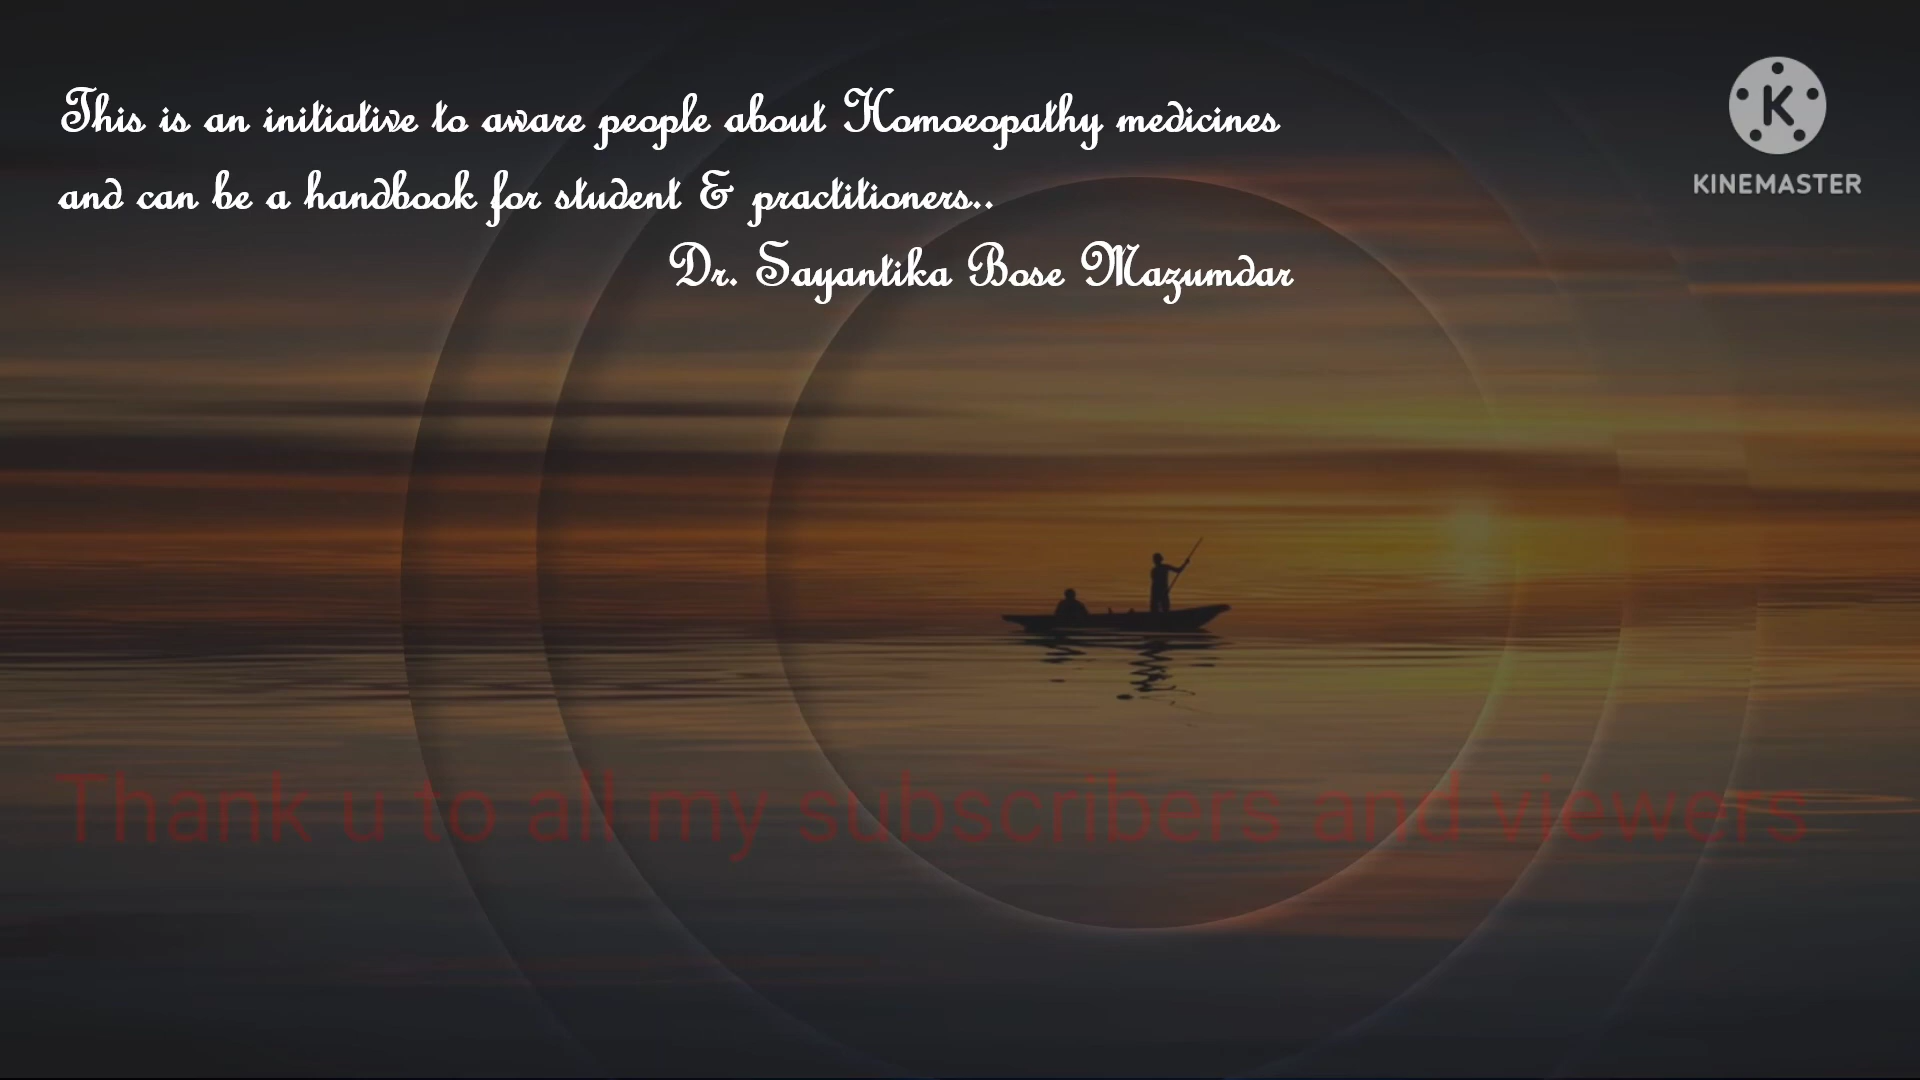 This is an initiative to aware people about Homoeopathy medicines
and can be a handbook for student & practitioners..
Dr. Sayantika Bose Mazumdar
K
KINEMASTER
Thank u to all my subscribers and viewers